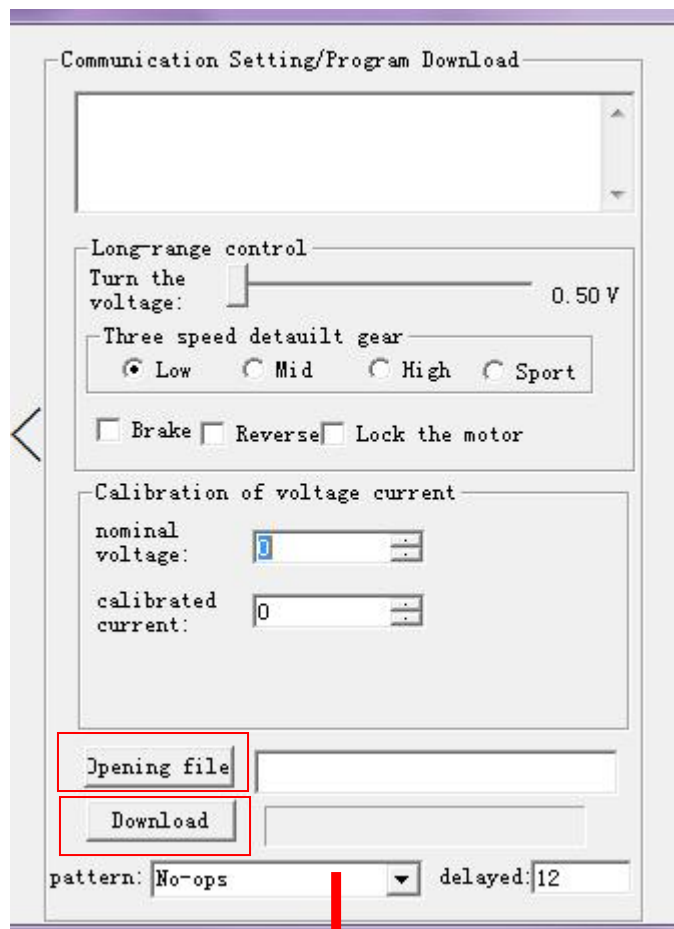 Communication Setting/Program Download
Long-range control
Turn the
voltage:
0.50 V
Three speed detauilt gear
Low Mid High Sport
Brake Reverse Lock the motor
Calibration of voltage current
nominal
voltage:
0
calibrated
current:
0
Opening file
Download
pattern: No-ops delayed: 12